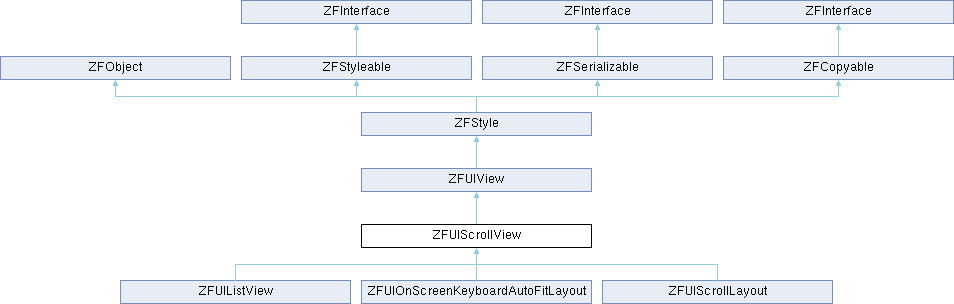 ZFInterface
ZFInterface
ZFInterface
ZFObject
ZFStyleable
ZFSerializable
ZFCopyable
ZFStyle
ZFUIView
ZFUIScrollView
ZFUIListView
ZFUIOnScreenKeyboardAutoFitLayout
ZFUIScrollLayout